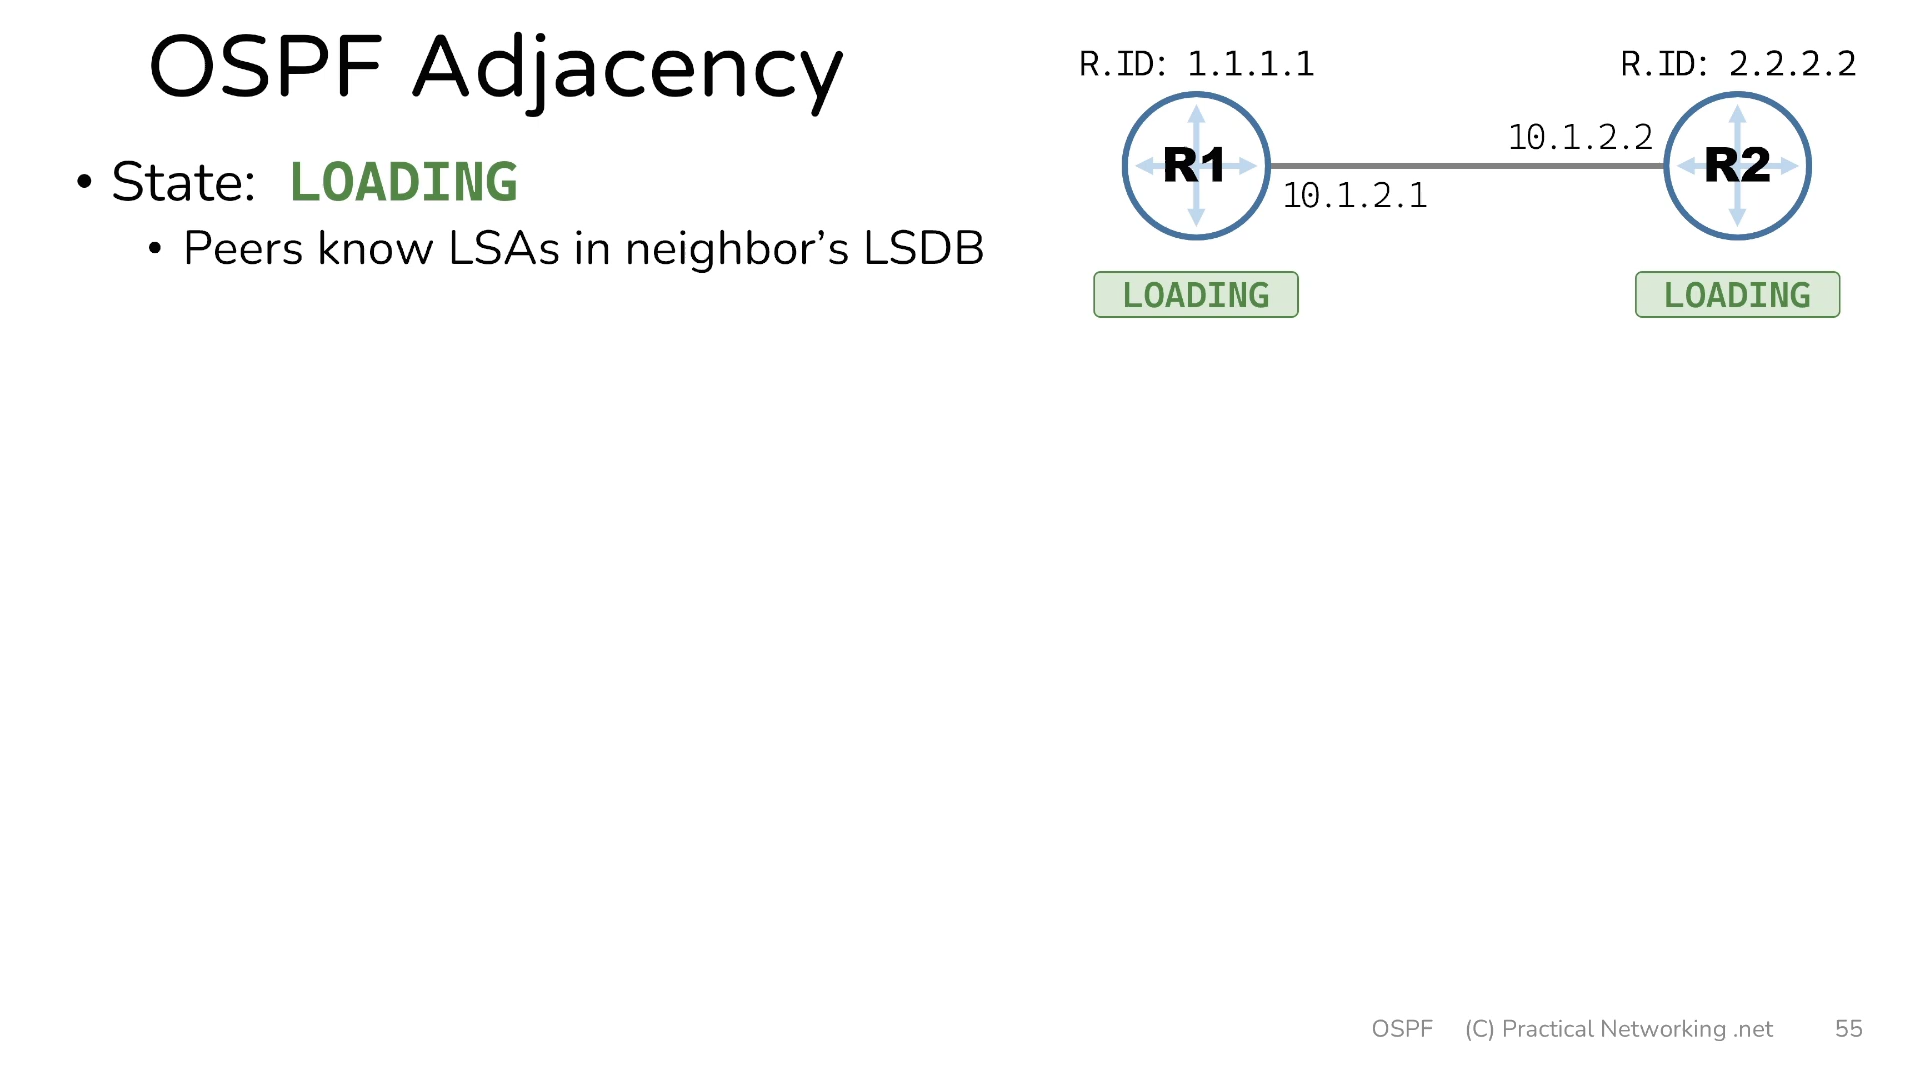 OSPF Adjacency
• State: LOADING
• Peers know LSAs in neighbor’s LSDB
R.ID: 1.1.1.1
R.ID: 2.2.2.2
R1
10.1.2.2
10.1.2.1
R2
LOADING
LOADING
OSPF (C) Practical Networking .net 55